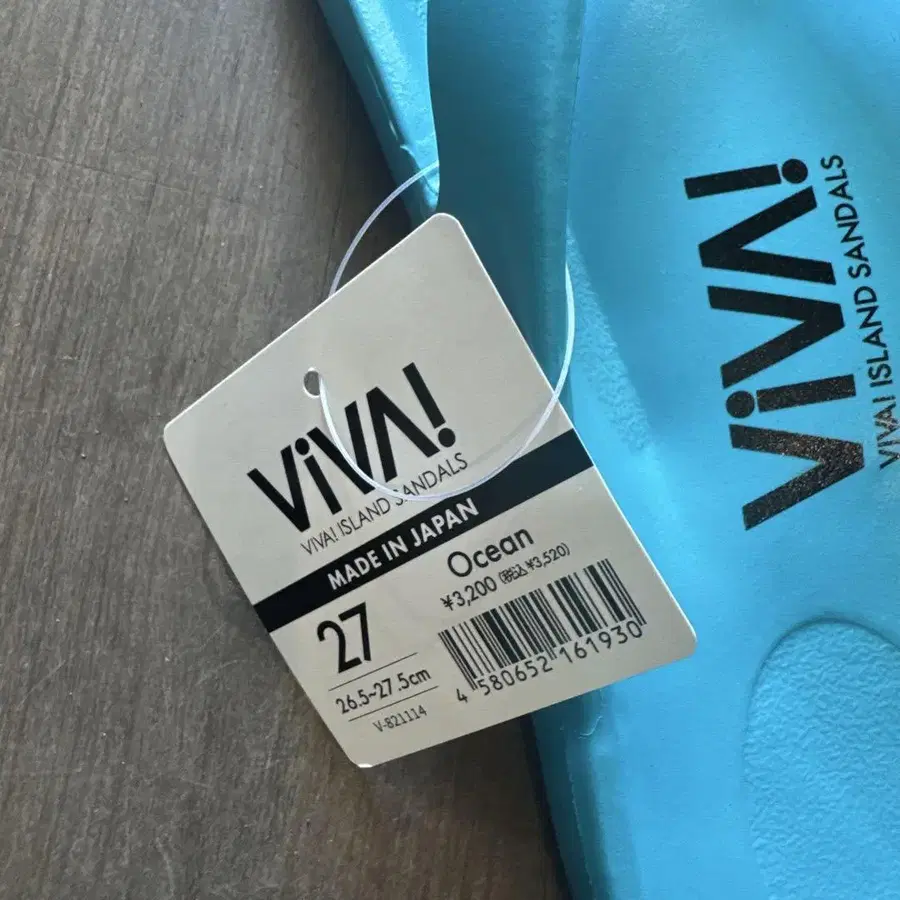 ViVA!
VIVA! ISLAND SANDALS
MADE IN JAPAN
Ocean
¥3,200 (税込¥3,520)
27
26.5~27.5cm
V-821114
4 580652 161930
ViVA!
VIVA! ISLAND SANDALS